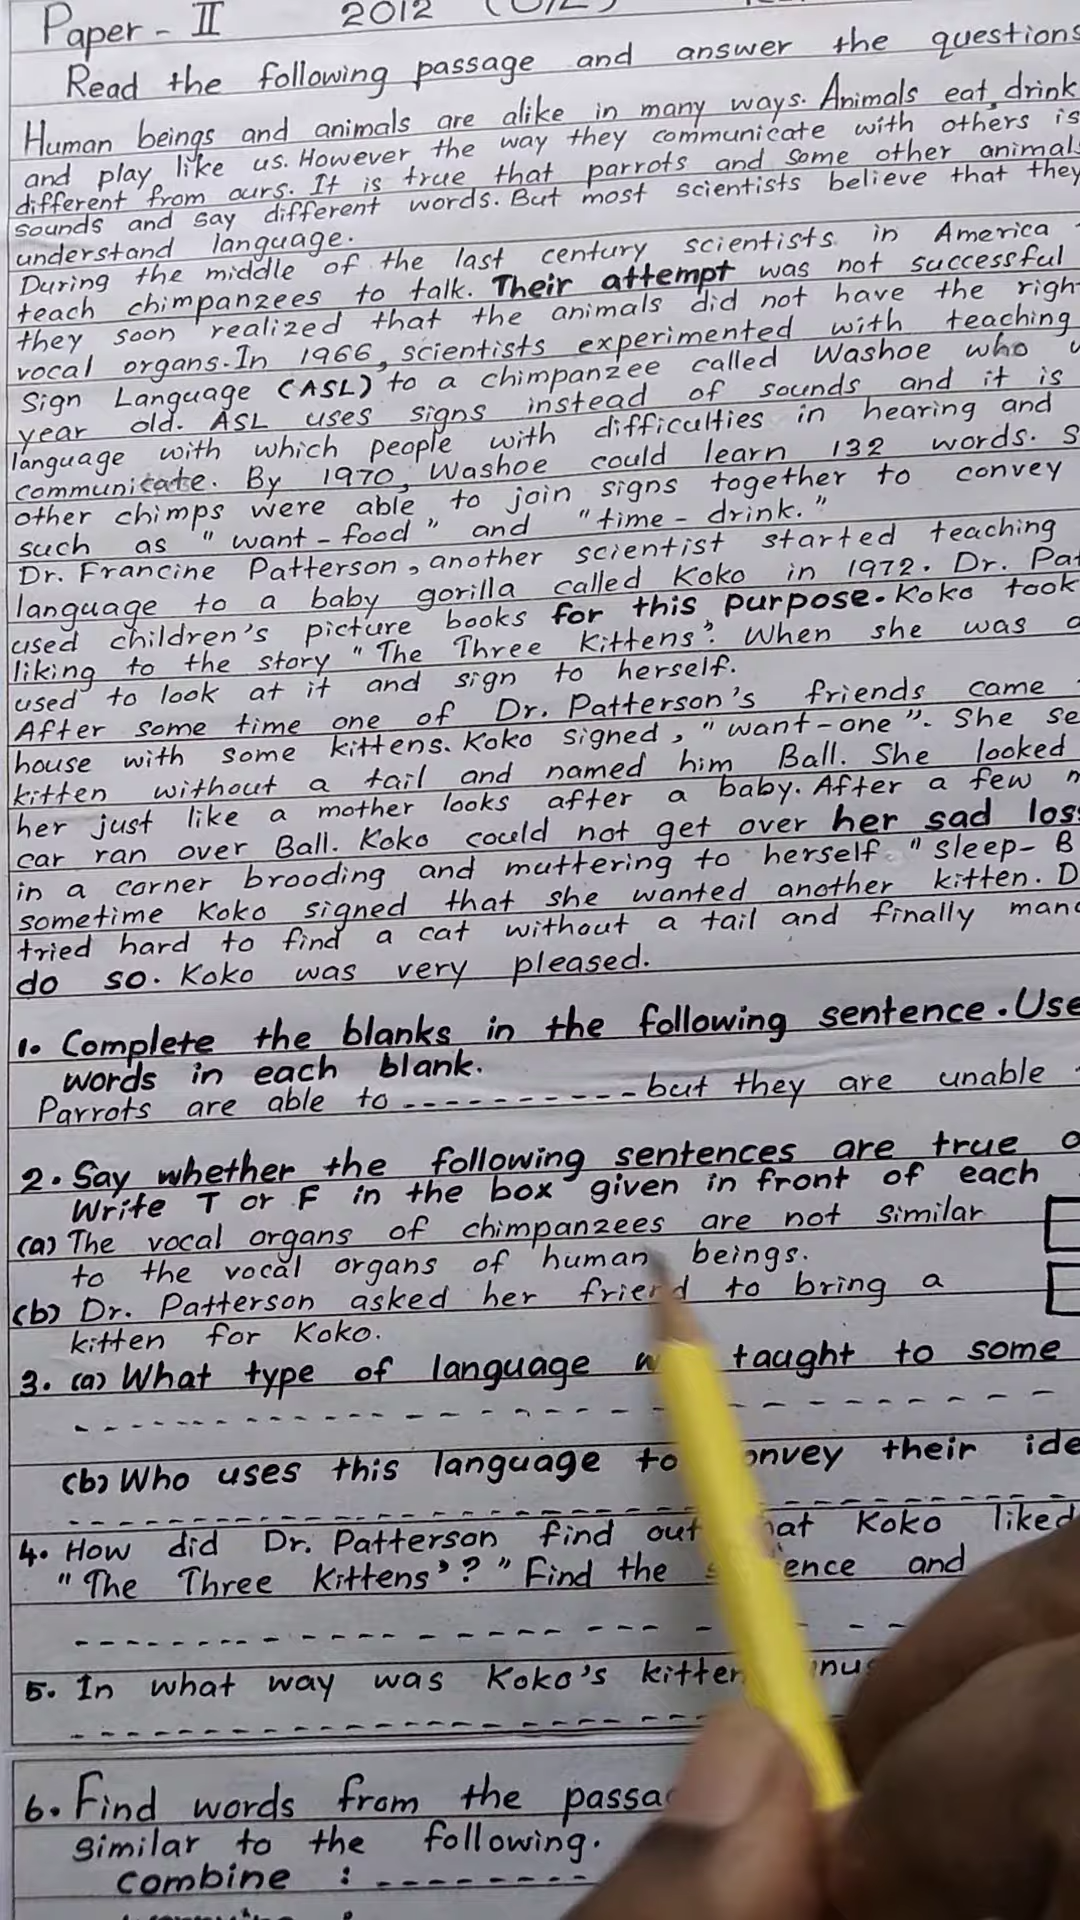 Paper - II 2012
Read the following passage and answer the questions
Human beings and animals are alike in many ways. Animals eat, drink
and play like us. However the way they communicate with others is
different from ours. It is true that parrots and some other animals
sounds and say different words. But most scientists believe that they
understand language.
During the middle of the last century scientists in America
teach chimpanzees to talk. Their attempt was not successful
they soon realized that the animals did not have the right
vocal organs. In 1966, scientists experimented with teaching
Sign Language (ASL) to a chimpanzee called Washoe who
year old. ASL uses signs instead of sounds and it is
language with which people with difficulties in hearing and
communicate. By 1970, Washoe could learn 132 words.
other chimps were able to join signs together to convey
such as "want-food" and "time-drink."
Dr. Francine Patterson, another scientist started teaching
language to a baby gorilla called Koko in 1972. Dr. Pat
used children's picture books for this purpose. Koko took
liking to the story "The Three Kittens". When she was a
used to look at it and sign to herself.
After some time one of Dr. Patterson's friends came
house with some kittens. Koko signed, "want-one". She se
kitten without a tail and named him Ball. She looked
her just like a mother looks after a baby. After a few m
car ran over Ball. Koko could not get over her sad loss
in a corner brooding and muttering to herself "sleep- B
sometime Koko signed that she wanted another kitten. D
tried hard to find a cat without a tail and finally mana
do so. Koko was very pleased.
1. Complete the blanks in the following sentence. Use
words in each blank.
Parrots are able to ---------- but they are unable
2. Say whether the following sentences are true o
Write T or F in the box given in front of each
(a) The vocal organs of chimpanzees are not similar
to the vocal organs of human beings.
(b) Dr. Patterson asked her friend to bring a
kitten for Koko.
3. (a) What type of language taught to some
(b) Who uses this language to onvey their ide
4. How did Dr. Patterson find out hat Koko liked
"The Three Kittens'?" Find the ence and
5. In what way was Koko's kitten nus
6. Find words from the passa
similar to the following.
combine : --------